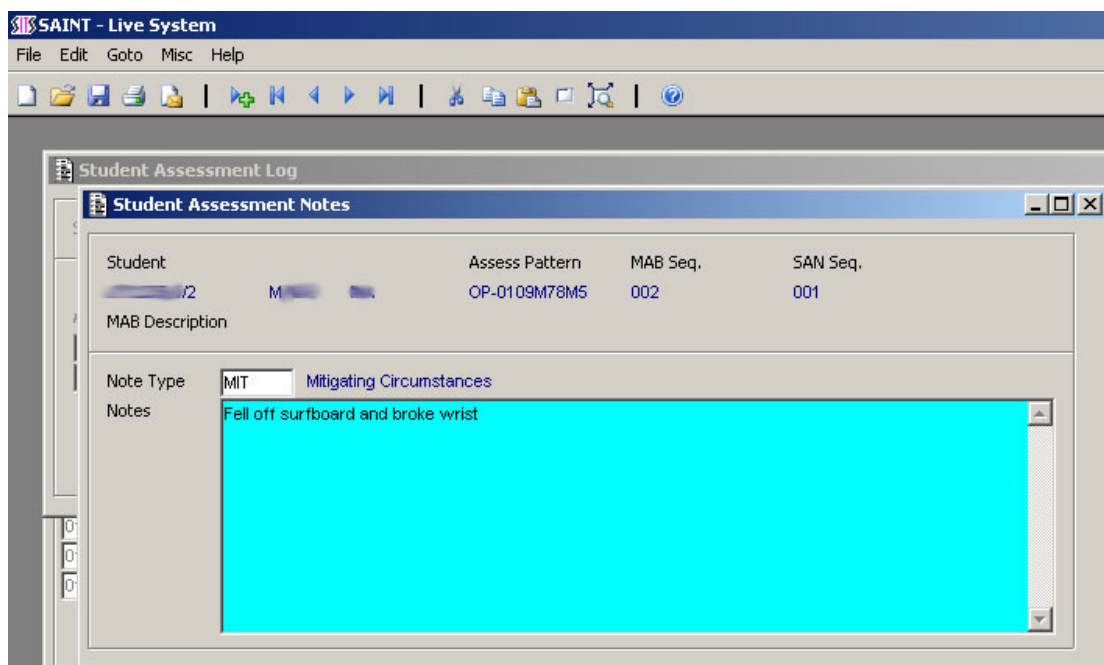 SITS SAINT - Live System
File Edit Goto Misc Help
Student Assessment Log
Student Assessment Notes
Student Assess Pattern MAB Seq. SAN Seq.
/2 M OP-0109M78M5 002 001
MAB Description
Note Type MIT Mitigating Circumstances
Notes Fell off surfboard and broke wrist